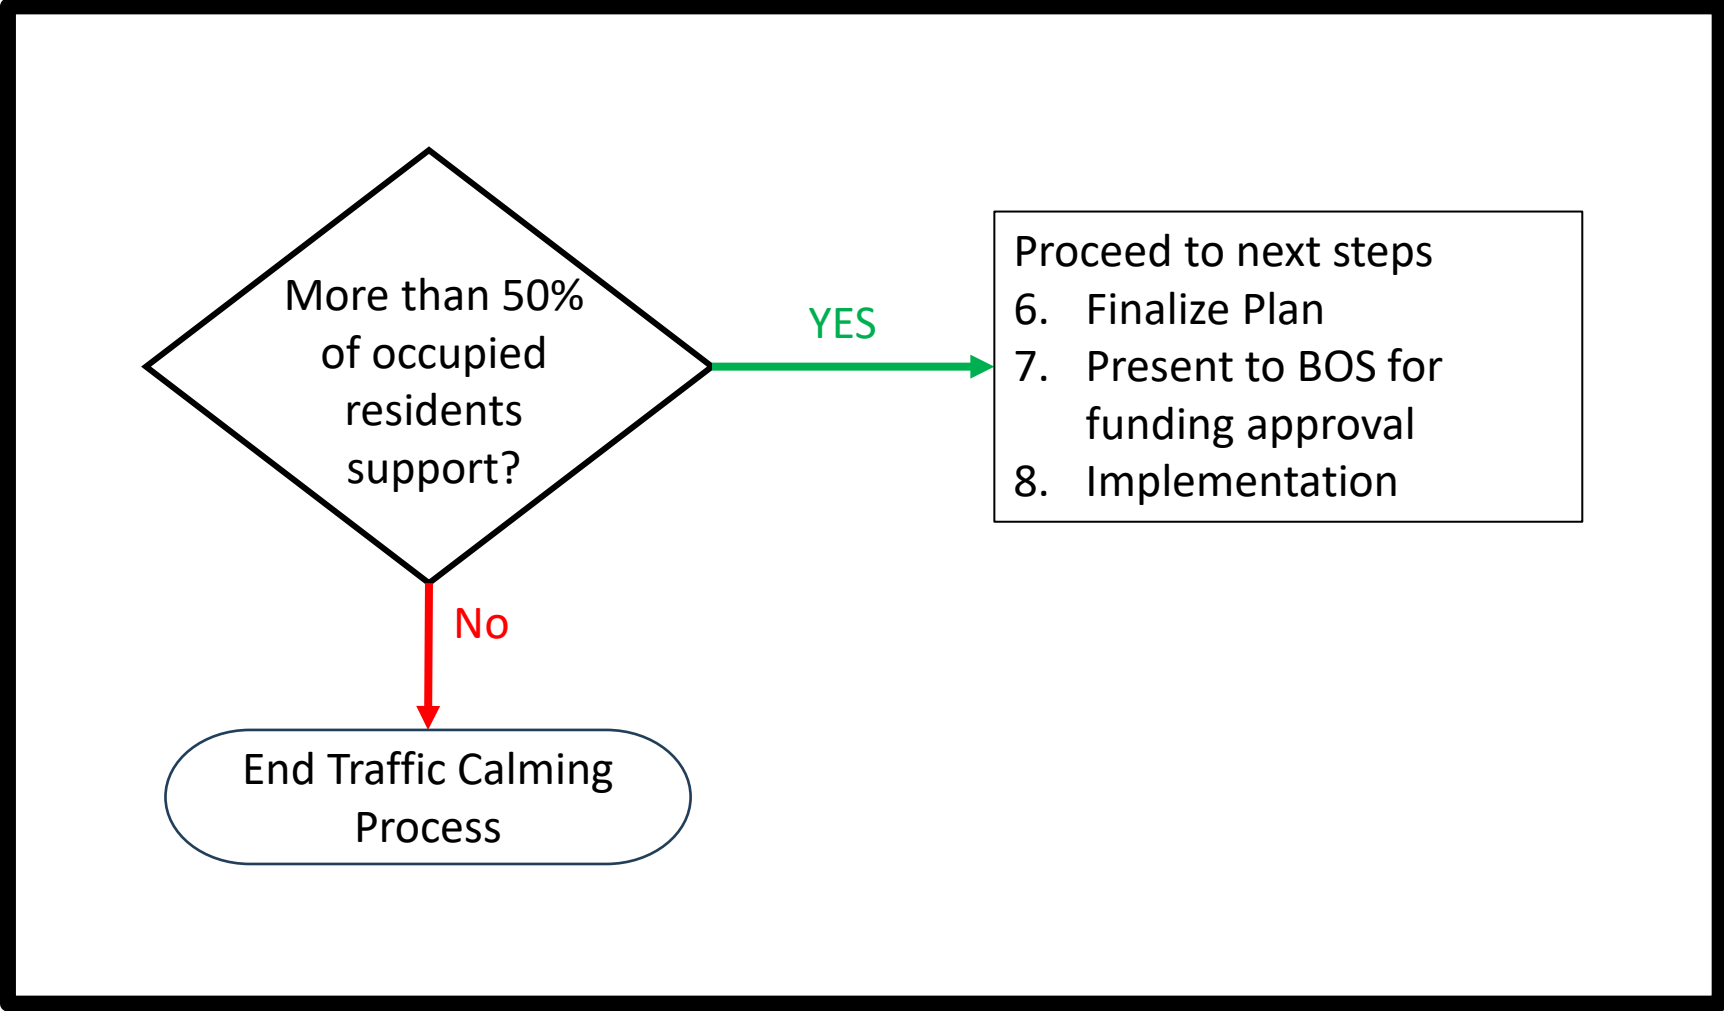 More than 50%
of occupied
residents
support?
YES
Proceed to next steps
6. Finalize Plan
7. Present to BOS for
funding approval
8. Implementation
No
End Traffic Calming
Process